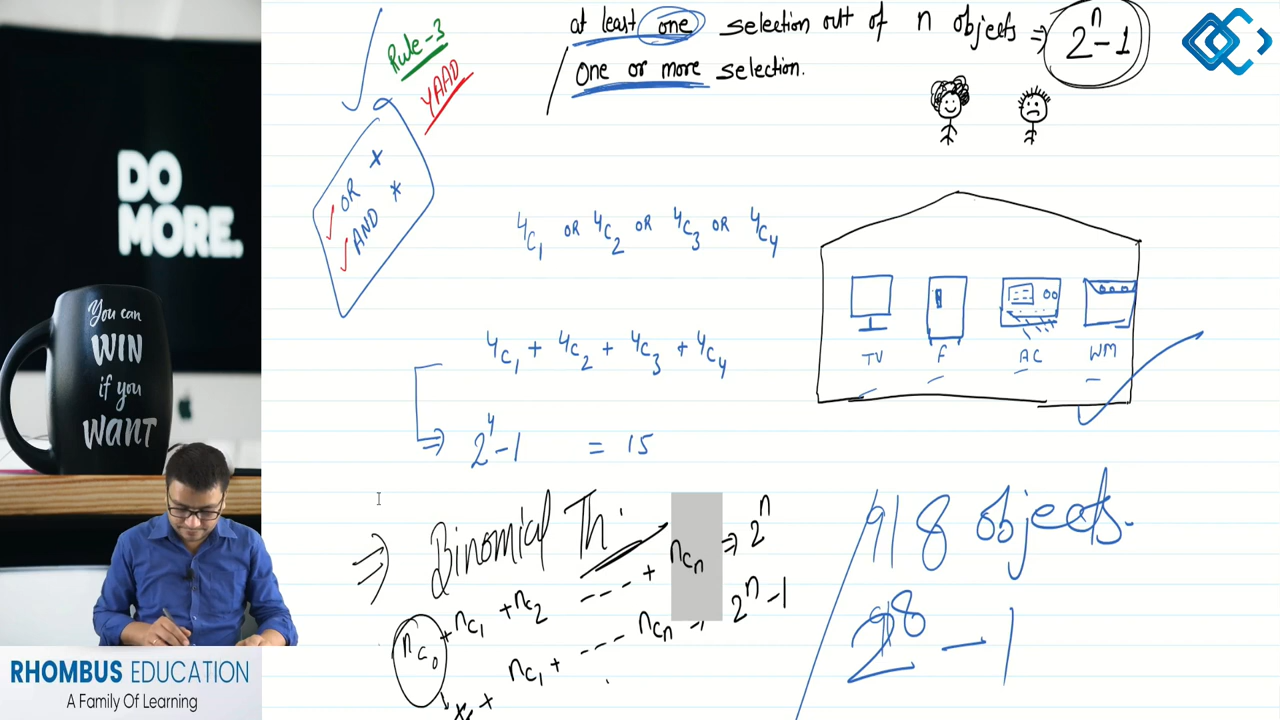 at least one selection out of n objects ⇒ 2ⁿ-1
One or more selection.
Rule-3
YAAD
OR
AND
DO
MORE.
You can
WIN
if you
WANT
⁴C₁ OR ⁴C₂ OR ⁴C₃ OR ⁴C₄
TV F AC WM
⁴C₁ + ⁴C₂ + ⁴C₃ + ⁴C₄
⇒ 2⁴-1 = 15
⇒ Binomial Th.
ⁿC₀ + ⁿC₁ + ⁿC₂ ---- + ⁿCₙ ⇒ 2ⁿ
ⁿC₁ + --- ⁿCₙ 2ⁿ-1
918 objects.
2⁹⁸ - 1
RHOMBUS EDUCATION
A Family Of Learning